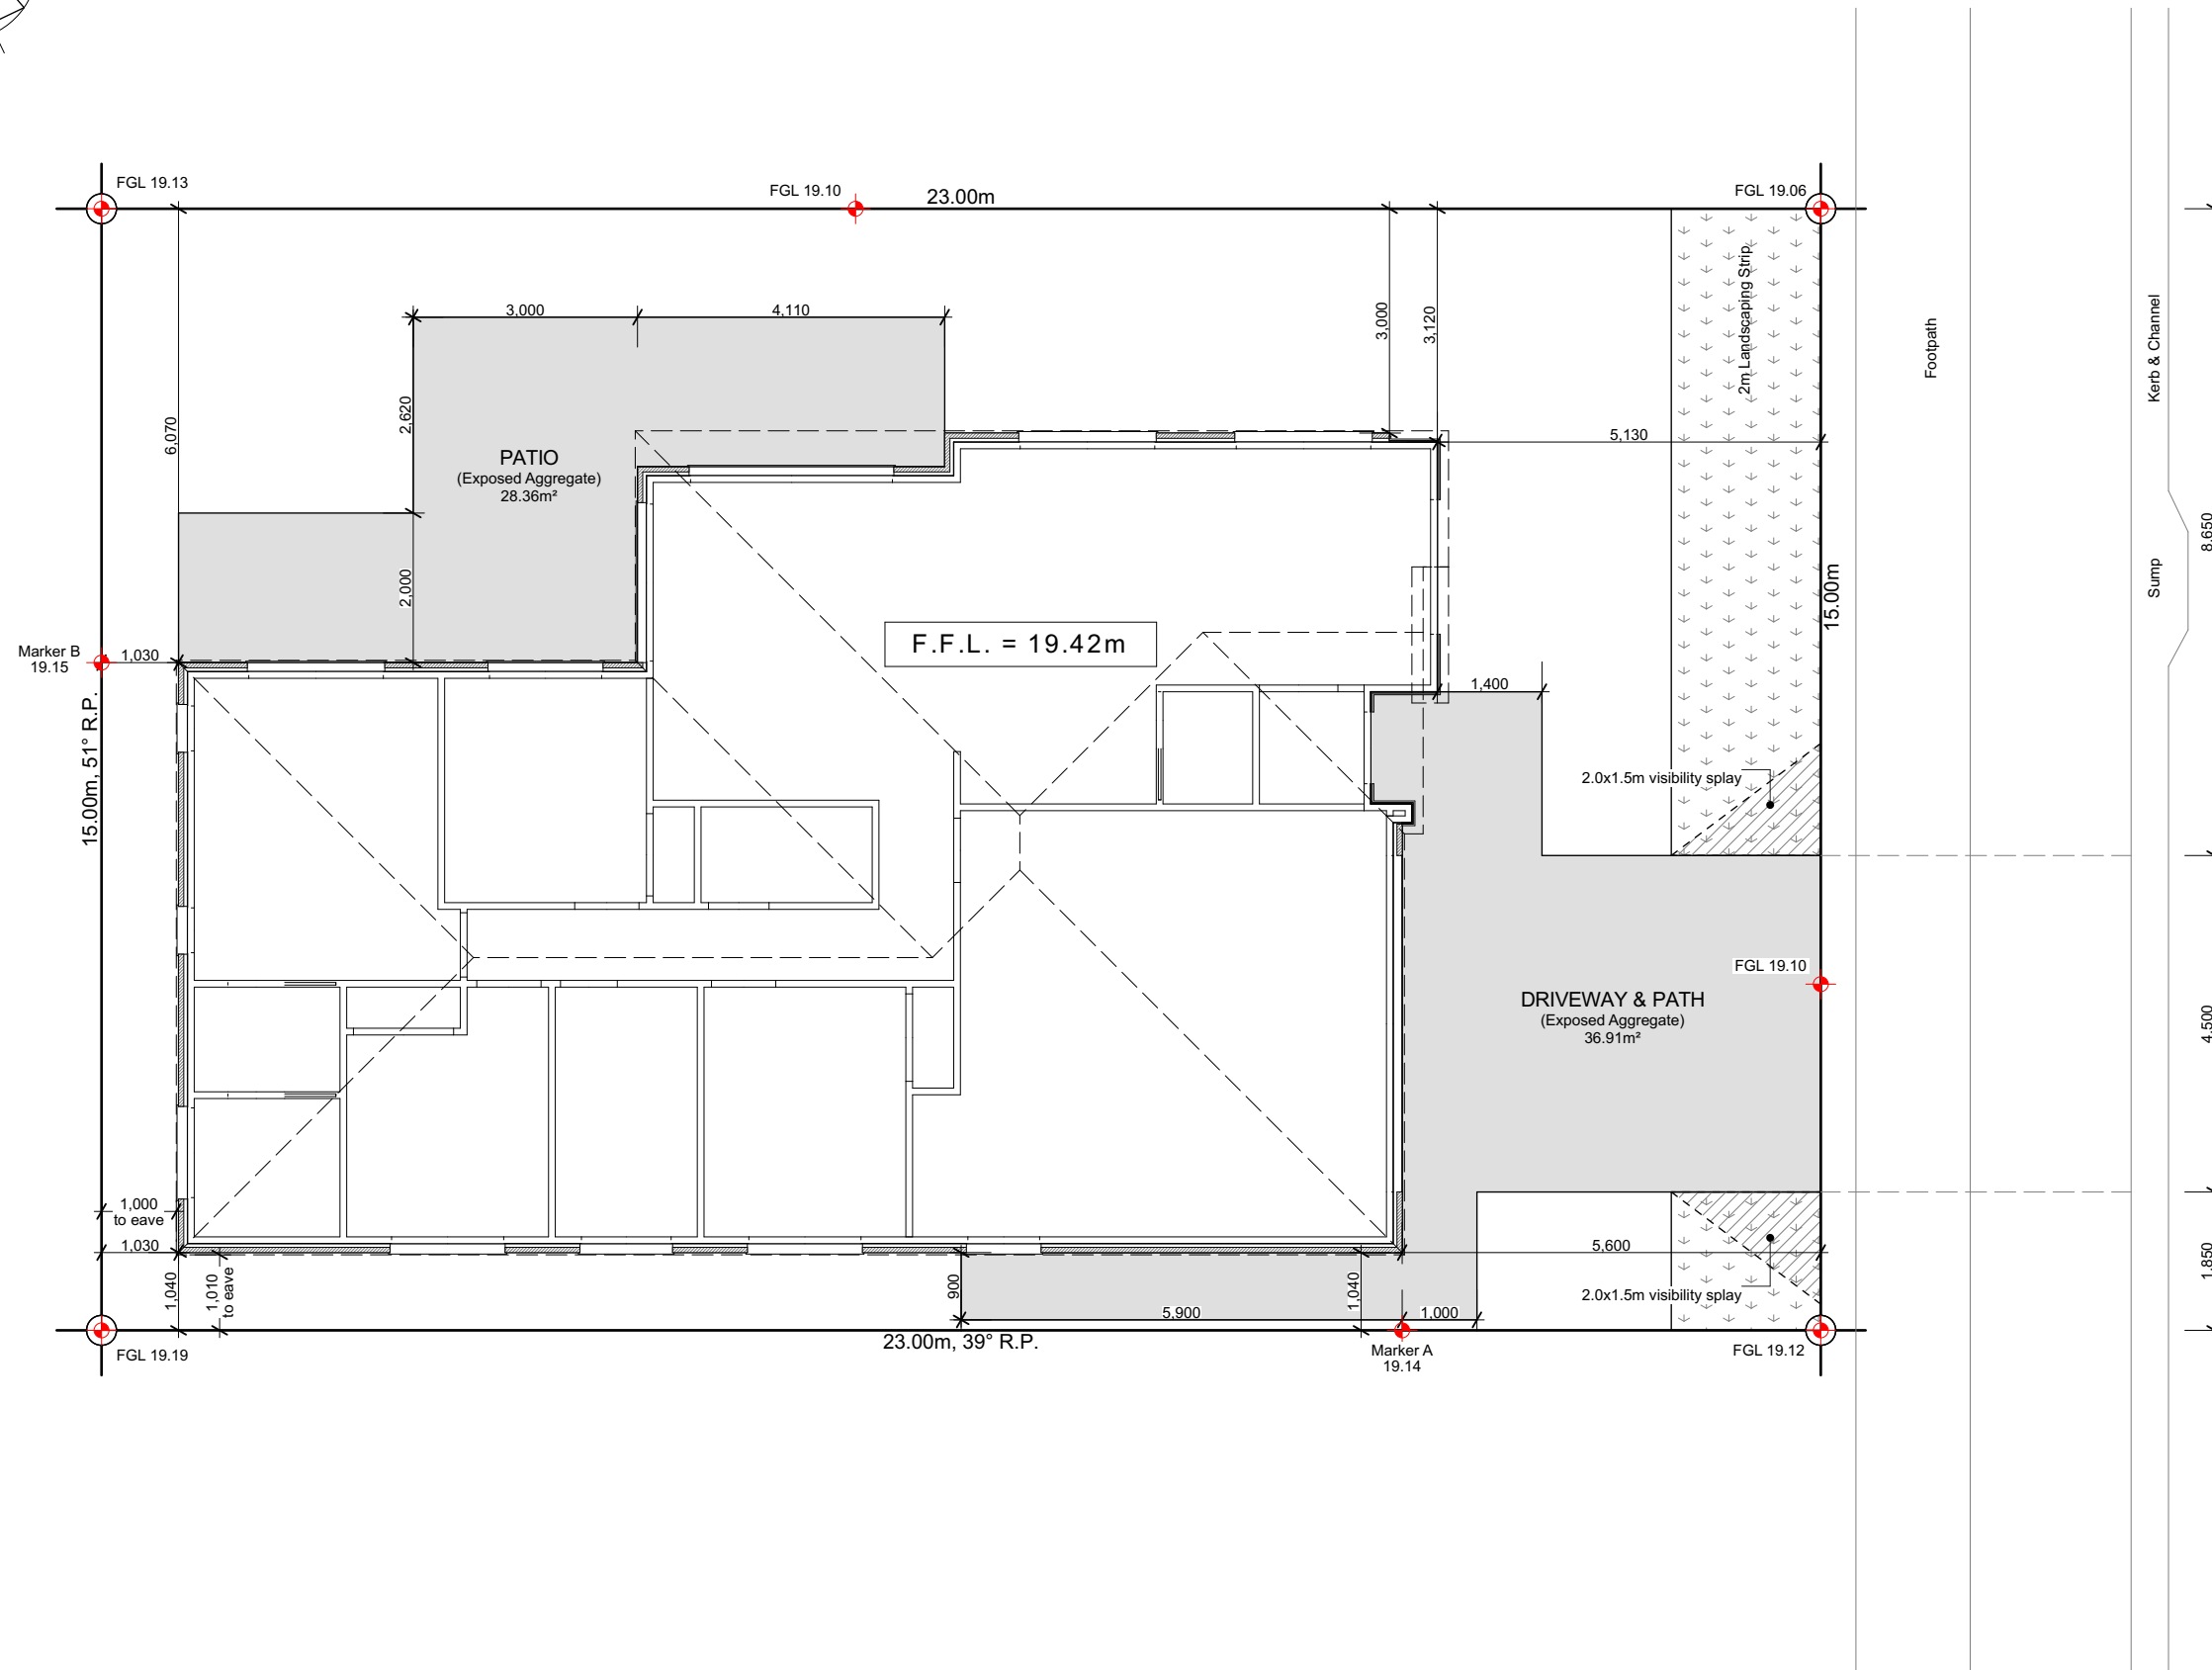 FGL 19.13
FGL 19.10
23.00m
FGL 19.06
3,000
4,110
3,000
3,120
2m Landscaping Strip
Footpath
Kerb & Channel
6,070
2,620
5,130
PATIO
(Exposed Aggregate)
28.36m²
8,650
2,000
Sump
15.00m
F.F.L. = 19.42m
Marker B
19.15
1,030
1,400
15.00m, 51° R.P.
2.0x1.5m visibility splay
FGL 19.10
DRIVEWAY & PATH
(Exposed Aggregate)
36.91m²
4,500
1,000
to eave
1,030
5,600
1,850
1,040
1,010
to eave
900
1,040
2.0x1.5m visibility splay
5,900
1,000
23.00m, 39° R.P.
FGL 19.19
Marker A
19.14
FGL 19.12